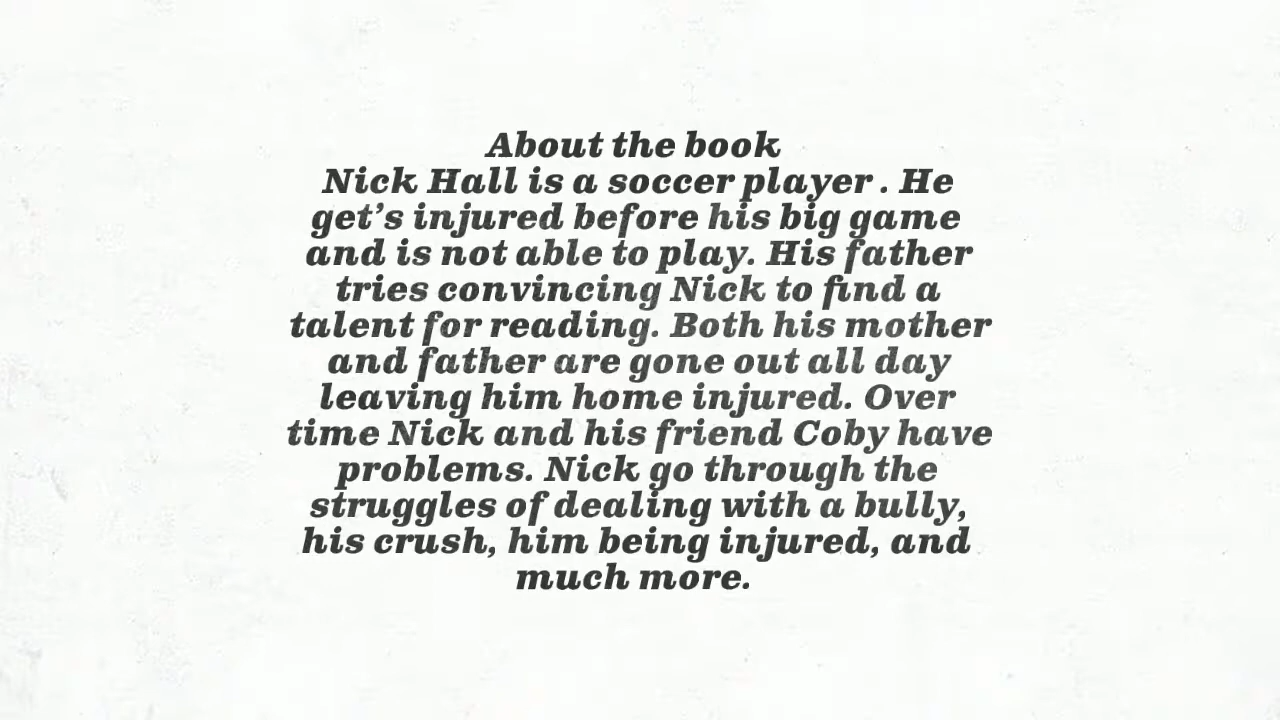 About the book
Nick Hall is a soccer player . He
get’s injured before his big game
and is not able to play. His father
tries convincing Nick to find a
talent for reading. Both his mother
and father are gone out all day
leaving him home injured. Over
time Nick and his friend Coby have
problems. Nick go through the
struggles of dealing with a bully,
his crush, him being injured, and
much more.